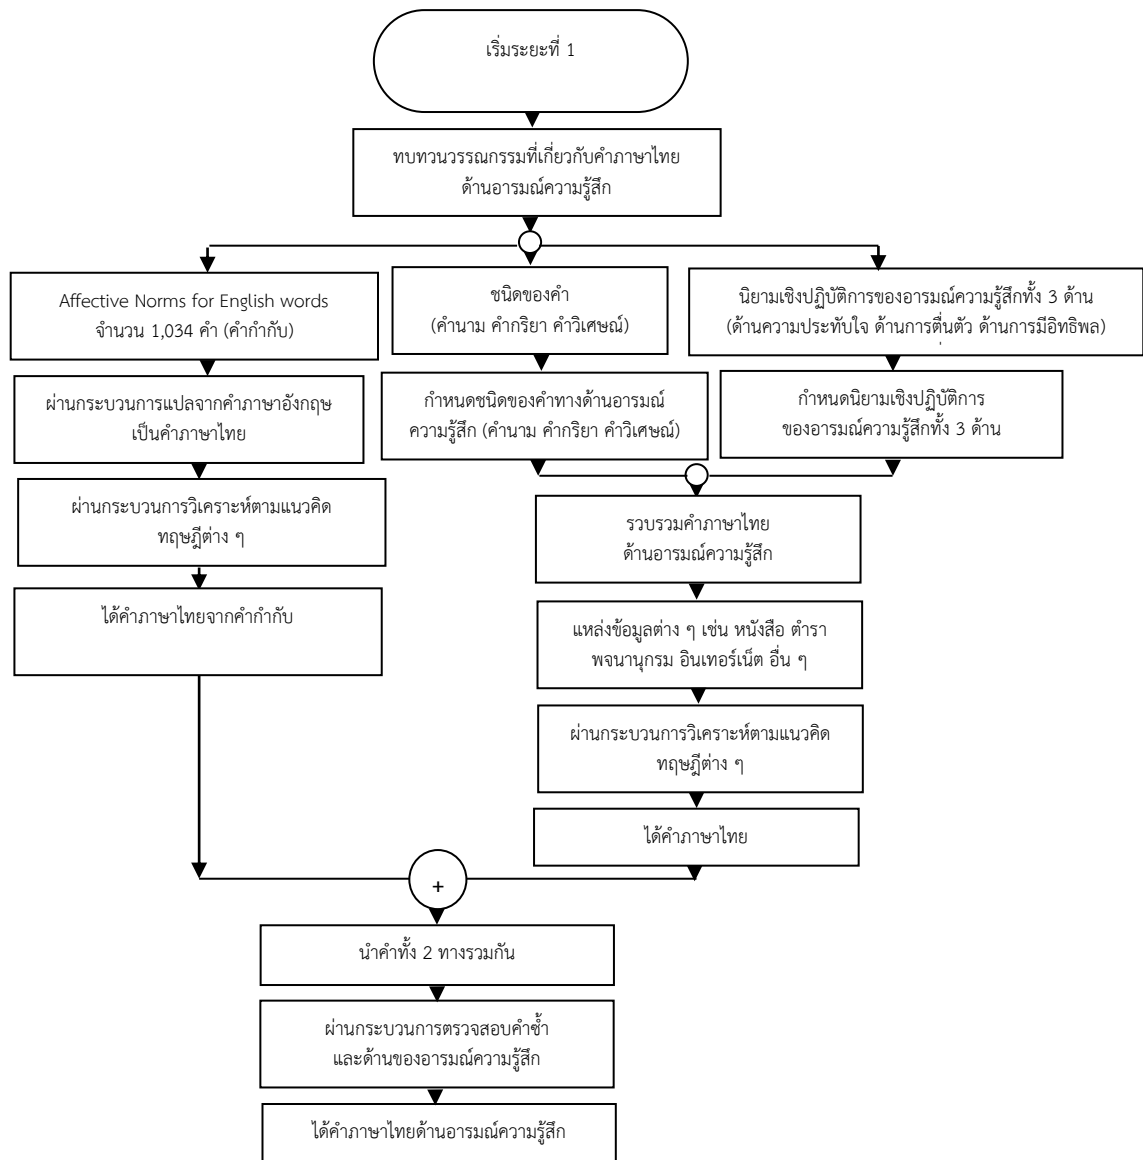 เริ่มระยะที่ 1
ทบทวนวรรณกรรมที่เกี่ยวกับคำภาษาไทย
ด้านอารมณ์ความรู้สึก
Affective Norms for English words
จำนวน 1,034 คำ (คำกำกับ)
ชนิดของคำ
(คำนาม คำกริยา คำวิเศษณ์)
นิยามเชิงปฏิบัติการของอารมณ์ความรู้สึกทั้ง 3 ด้าน
(ด้านความประทับใจ ด้านการตื่นตัว ด้านการมีอิทธิพล)
ผ่านกระบวนการแปลจากคำภาษาอังกฤษ
เป็นคำภาษาไทย
กำหนดชนิดของคำทางด้านอารมณ์
ความรู้สึก (คำนาม คำกริยา คำวิเศษณ์)
กำหนดนิยามเชิงปฏิบัติการ
ของอารมณ์ความรู้สึกทั้ง 3 ด้าน
ผ่านกระบวนการวิเคราะห์ตามแนวคิด
ทฤษฎีต่าง ๆ
รวบรวมคำภาษาไทย
ด้านอารมณ์ความรู้สึก
ได้คำภาษาไทยจากคำกำกับ
แหล่งข้อมูลต่าง ๆ เช่น หนังสือ ตำรา
พจนานุกรม อินเทอร์เน็ต อื่น ๆ
ผ่านกระบวนการวิเคราะห์ตามแนวคิด
ทฤษฎีต่าง ๆ
ได้คำภาษาไทย
+
นำคำทั้ง 2 ทางรวมกัน
ผ่านกระบวนการตรวจสอบคำซ้ำ
และด้านของอารมณ์ความรู้สึก
ได้คำภาษาไทยด้านอารมณ์ความรู้สึก